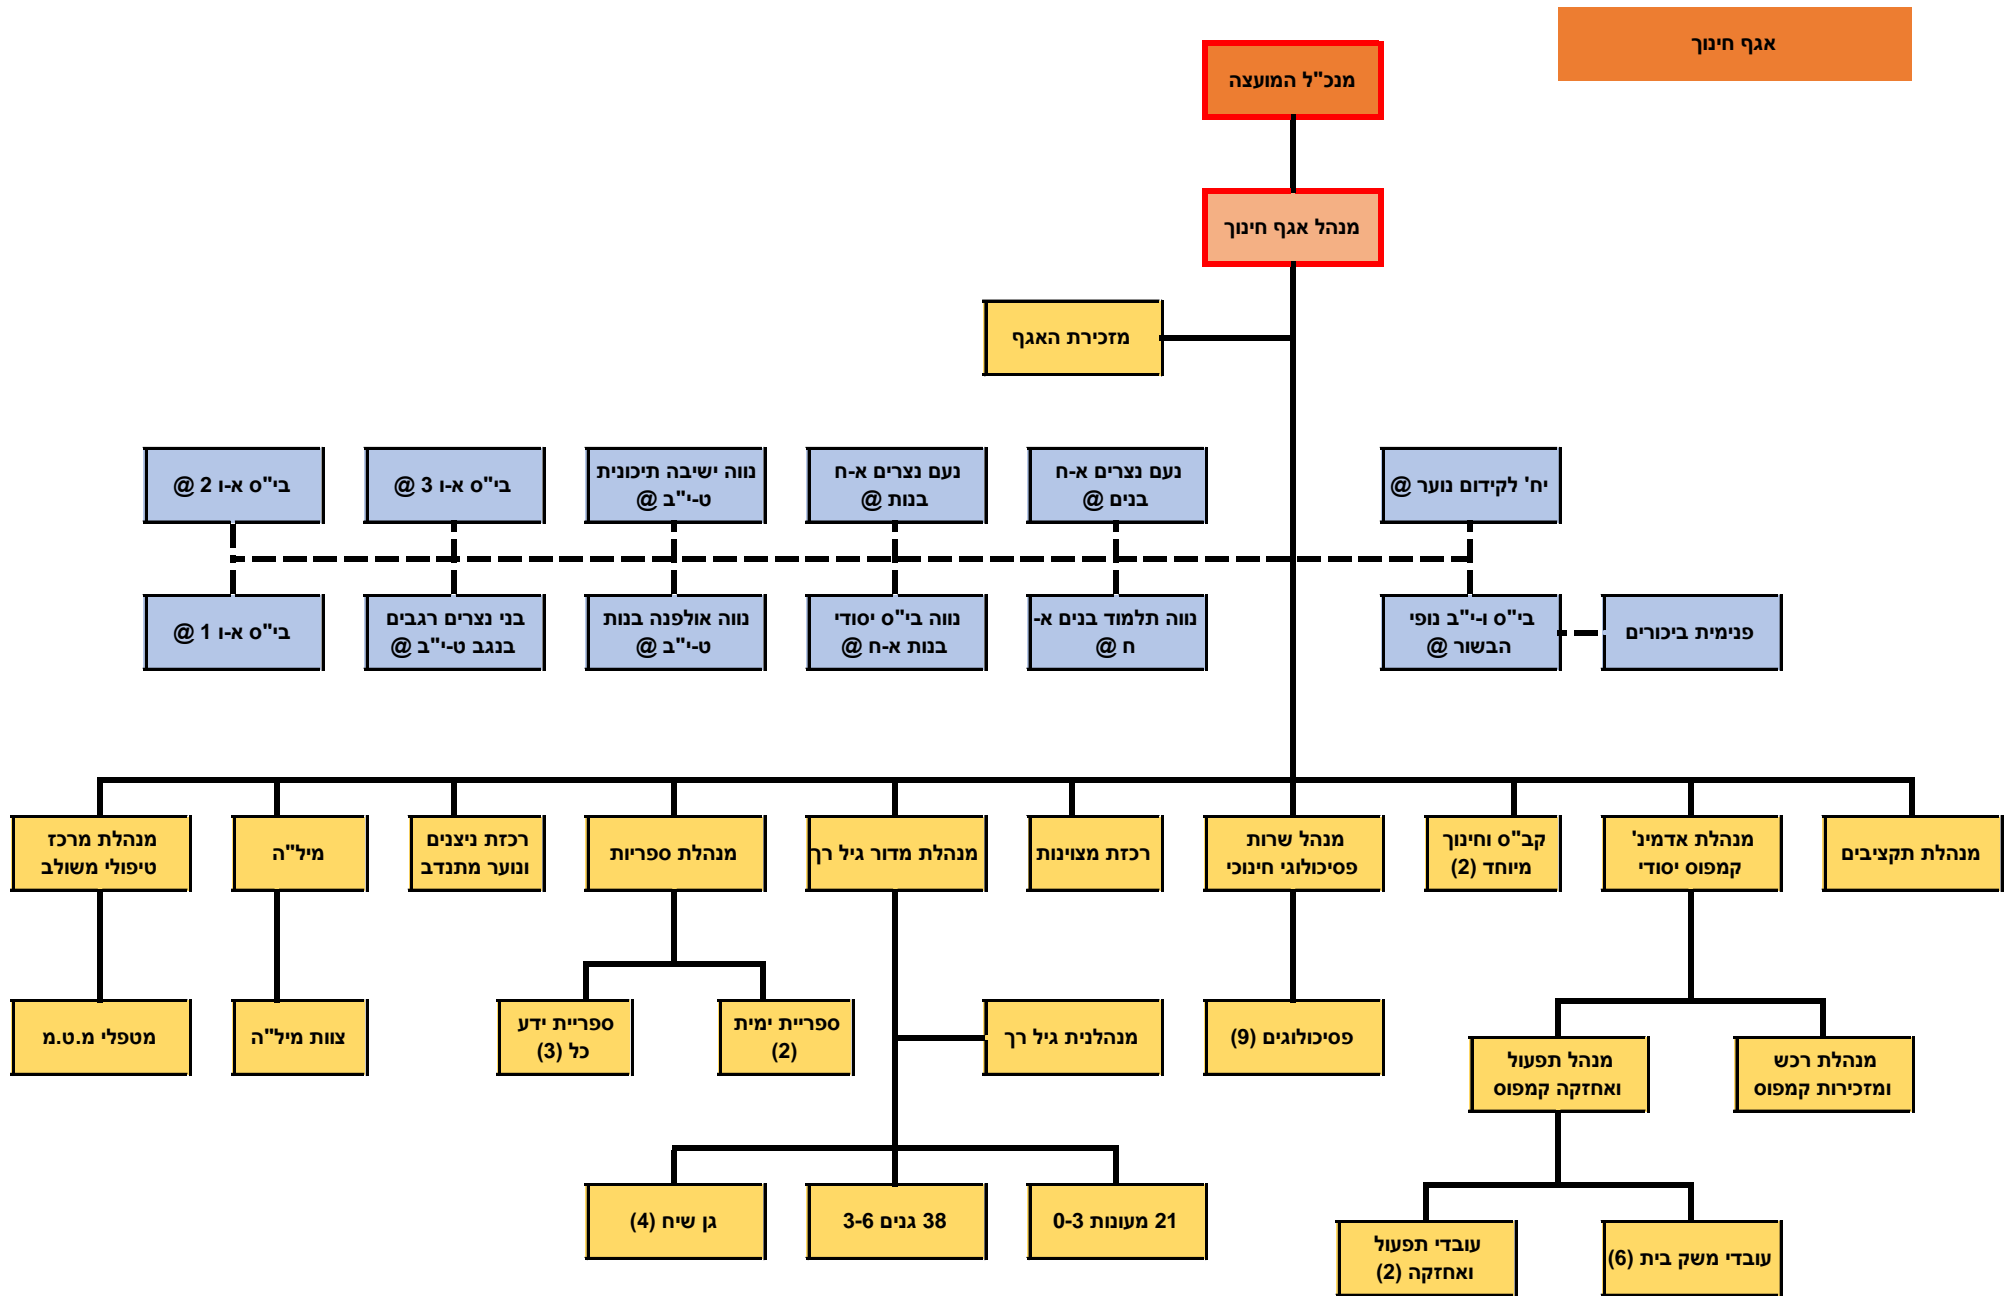 אגף חינוך
מנכ"ל המועצה
מנהל אגף חינוך
מזכירת האגף
יח' לקידום נוער @
נעם נצרים א-ח
בנים @
נעם נצרים א-ח
בנות @
נווה ישיבה תיכונית
ט-י"ב @
בי"ס א-ו 3 @
בי"ס א-ו 2 @
פנימית ביכורים
בי"ס ו-י"ב נופי
הבשור @
נווה תלמוד בנים א-
ח @
נווה בי"ס יסודי
בנות א-ח @
נווה אולפנה בנות
ט-י"ב @
בני נצרים רגבים
בנגב ט-י"ב @
בי"ס א-ו 1 @
מנהלת תקציבים
מנהלת אדמינ'
קמפוס יסודי
קב"ס וחינוך
מיוחד (2)
מנהל שרות
פסיכולוגי חינוכי
רכזת מצוינות
מנהלת מדור גיל רך
מנהלת ספריות
רכזת ניצנים
ונוער מתנדב
מיל"ה
מנהלת מרכז
טיפולי משולב
מנהלת רכש
ומזכירות קמפוס
מנהל תפעול
ואחזקה קמפוס
פסיכולוגים (9)
מנהלנית גיל רך
ספריית ימית
(2)
ספריית ידע
כל (3)
צוות מיל"ה
מטפלי מ.ט.מ
עובדי משק בית (6)
עובדי תפעול
ואחזקה (2)
21 מעונות 0-3
38 גנים 3-6
גן שיח (4)